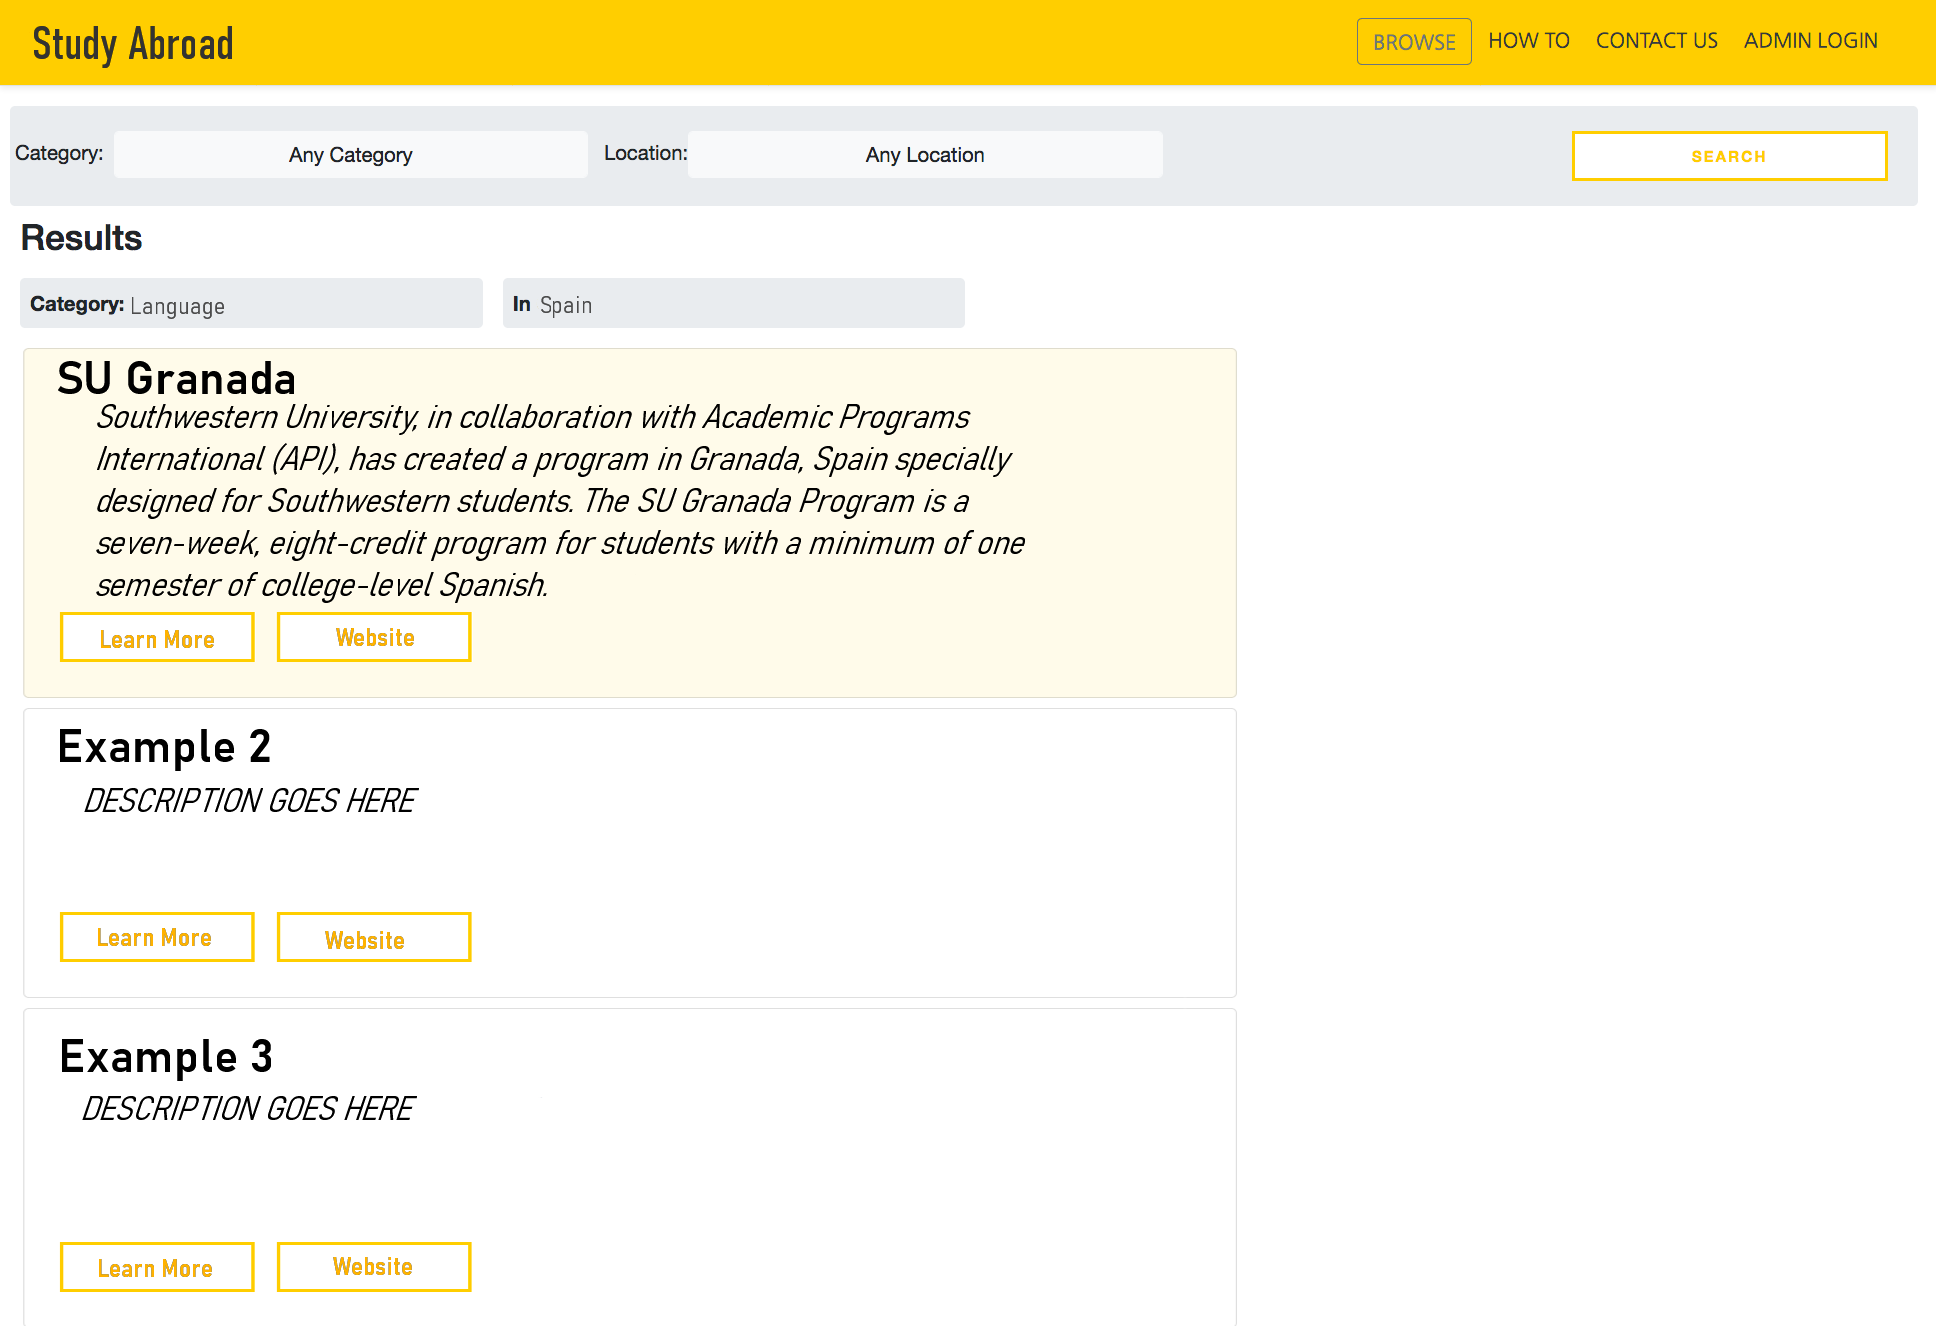 Study Abroad
BROWSE HOW TO CONTACT US ADMIN LOGIN
Category: Any Category Location: Any Location SEARCH
Results
Category: Language In Spain
SU Granada
Southwestern University, in collaboration with Academic Programs
International (API), has created a program in Granada, Spain specially
designed for Southwestern students. The SU Granada Program is a
seven-week, eight-credit program for students with a minimum of one
semester of college-level Spanish.
Learn More Website
Example 2
DESCRIPTION GOES HERE
Learn More Website
Example 3
DESCRIPTION GOES HERE
Learn More Website